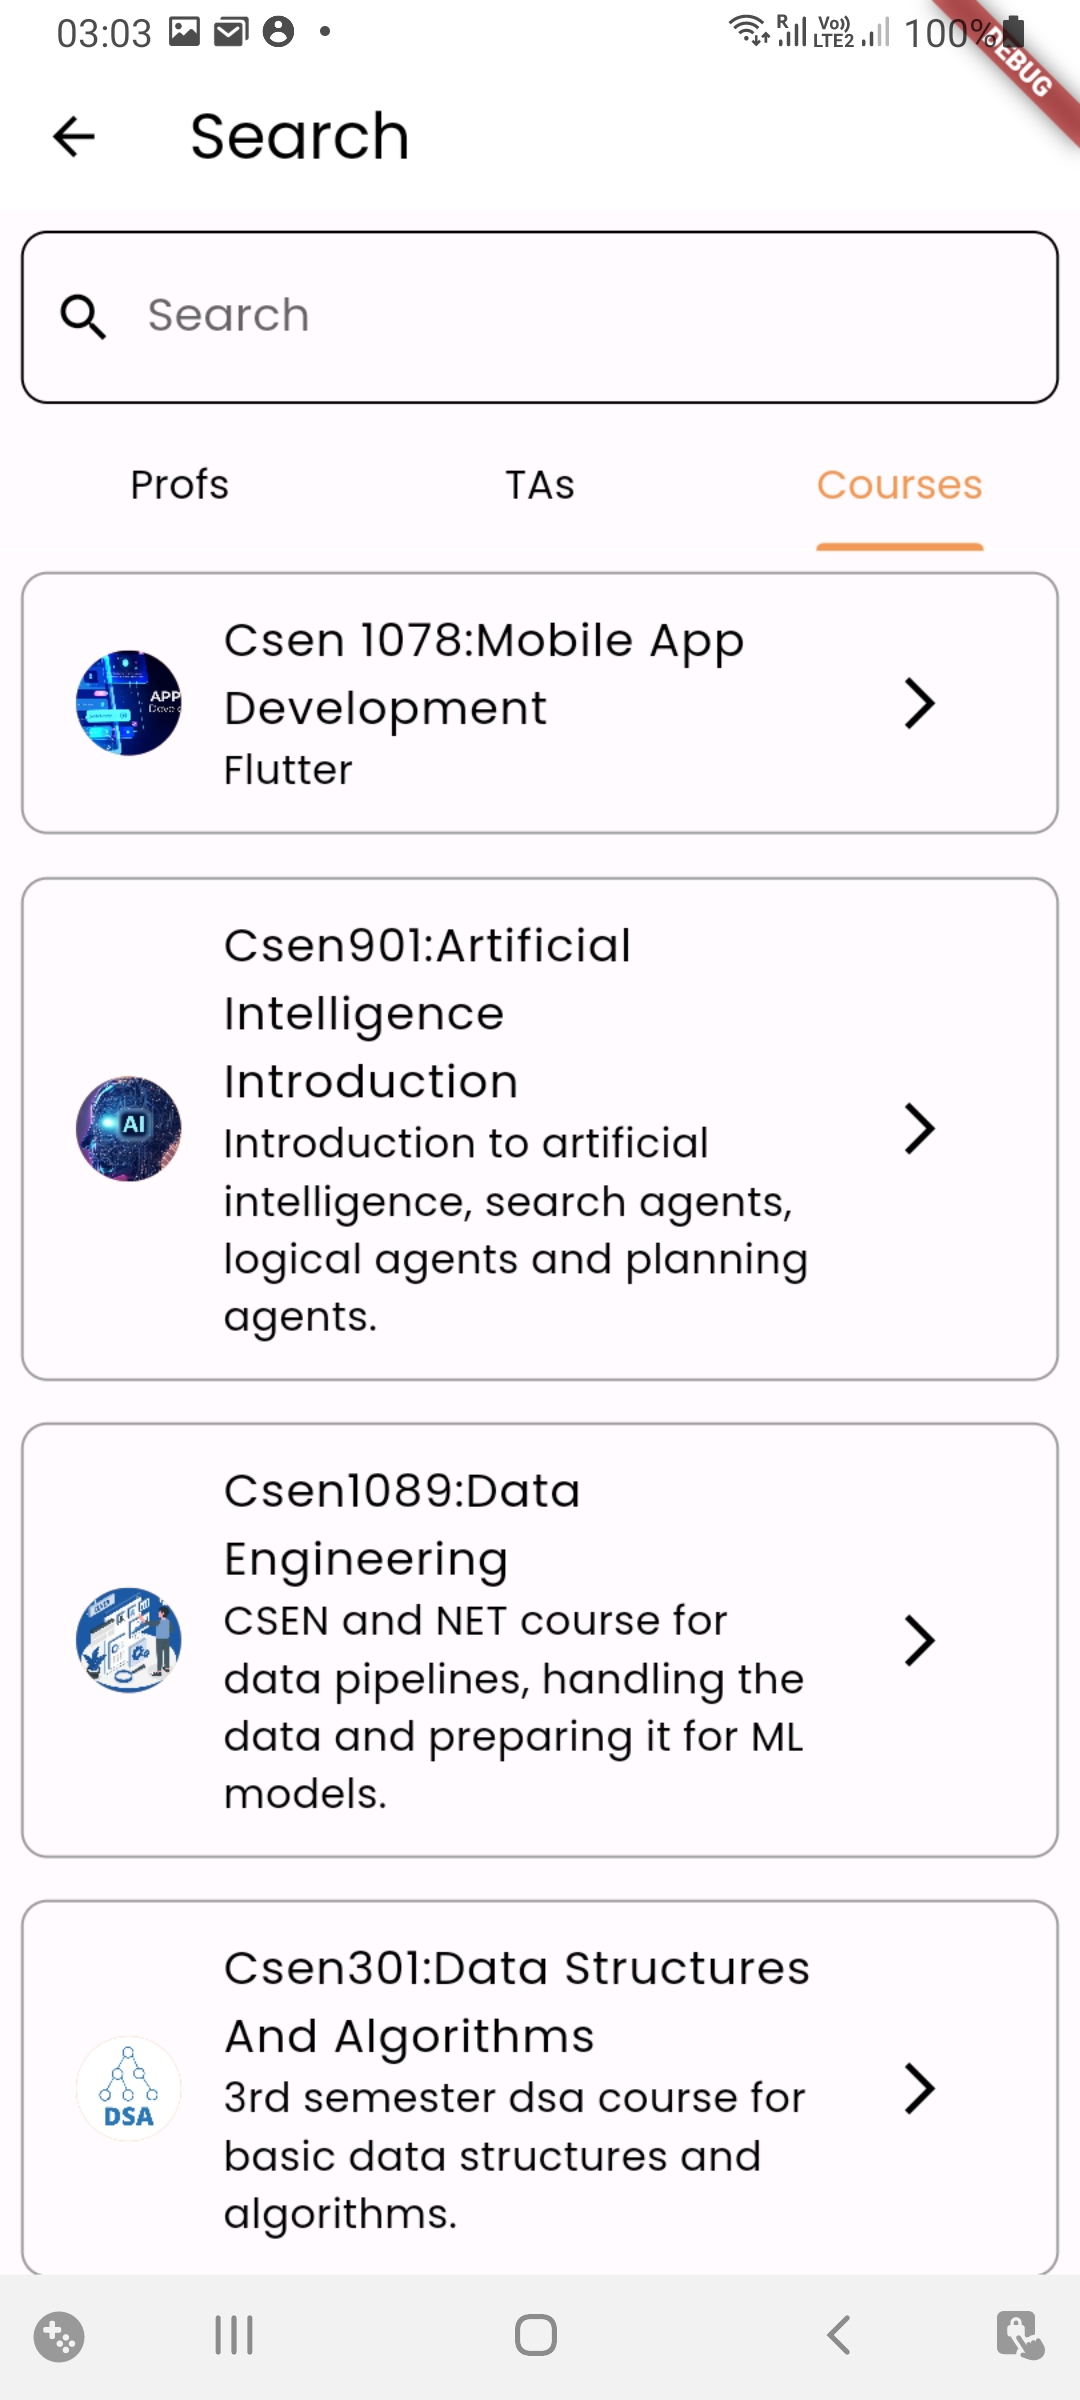 03:03
R
Vo))
LTE2
100%
DEBUG
Search
Search
Profs TAs Courses
Csen 1078:Mobile App
Development
Flutter
APP
Csen901:Artificial
Intelligence
Introduction
Introduction to artificial
intelligence, search agents,
logical agents and planning
agents.
AI
Csen1089:Data
Engineering
CSEN and NET course for
data pipelines, handling the
data and preparing it for ML
models.
Csen301:Data Structures
And Algorithms
3rd semester dsa course for
basic data structures and
algorithms.
DSA